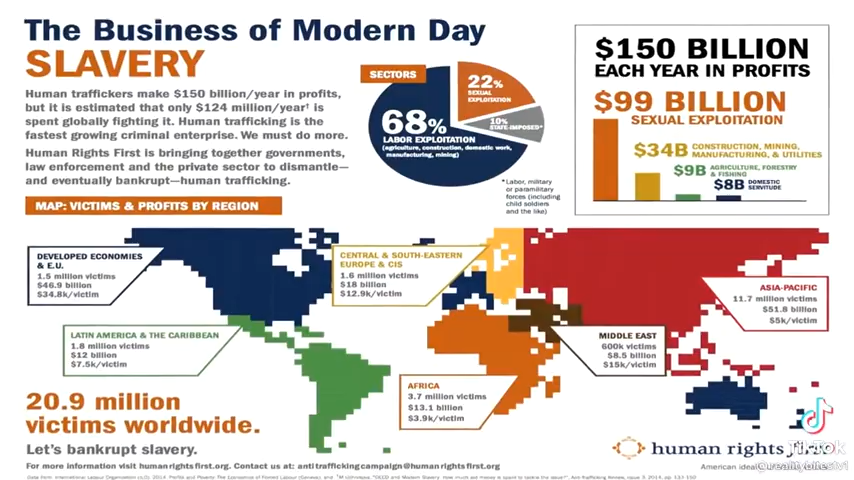 The Business of Modern Day
SLAVERY
Human traffickers make $150 billion/year in profits,
but it is estimated that only $124 million/year† is
spent globally fighting it. Human trafficking is the
fastest growing criminal enterprise. We must do more.
Human Rights First is bringing together governments,
law enforcement and the private sector to dismantle—
and eventually bankrupt—human trafficking.
SECTORS
22%
SEXUAL
EXPLOITATION
10%
STATE-IMPOSED*
68%
LABOR EXPLOITATION
(agriculture, construction, domestic work,
manufacturing, mining)
*Labor, military
or paramilitary
forces (including
child soldiers
and the like)
$150 BILLION
EACH YEAR IN PROFITS
$99 BILLION
SEXUAL EXPLOITATION
$34B CONSTRUCTION, MINING,
MANUFACTURING, & UTILITIES
$9B AGRICULTURE, FORESTRY
& FISHING
$8B DOMESTIC
SERVITUDE
MAP: VICTIMS & PROFITS BY REGION
DEVELOPED ECONOMIES
& E.U.
1.5 million victims
$46.9 billion
$34.8k/victim
CENTRAL & SOUTH-EASTERN
EUROPE & CIS
1.6 million victims
$18 billion
$12.9k/victim
ASIA-PACIFIC
11.7 million victims
$51.8 billion
$5k/victim
LATIN AMERICA & THE CARIBBEAN
1.8 million victims
$12 billion
$7.5k/victim
MIDDLE EAST
600k victims
$8.5 billion
$15k/victim
AFRICA
3.7 million victims
$13.1 billion
$3.9k/victim
20.9 million
victims worldwide.
Let's bankrupt slavery.
human rights first
American ideals
TikTok
For more information visit humanrightsfirst.org. Contact us at: antitraffickingcampaign@humanrightsfirst.org